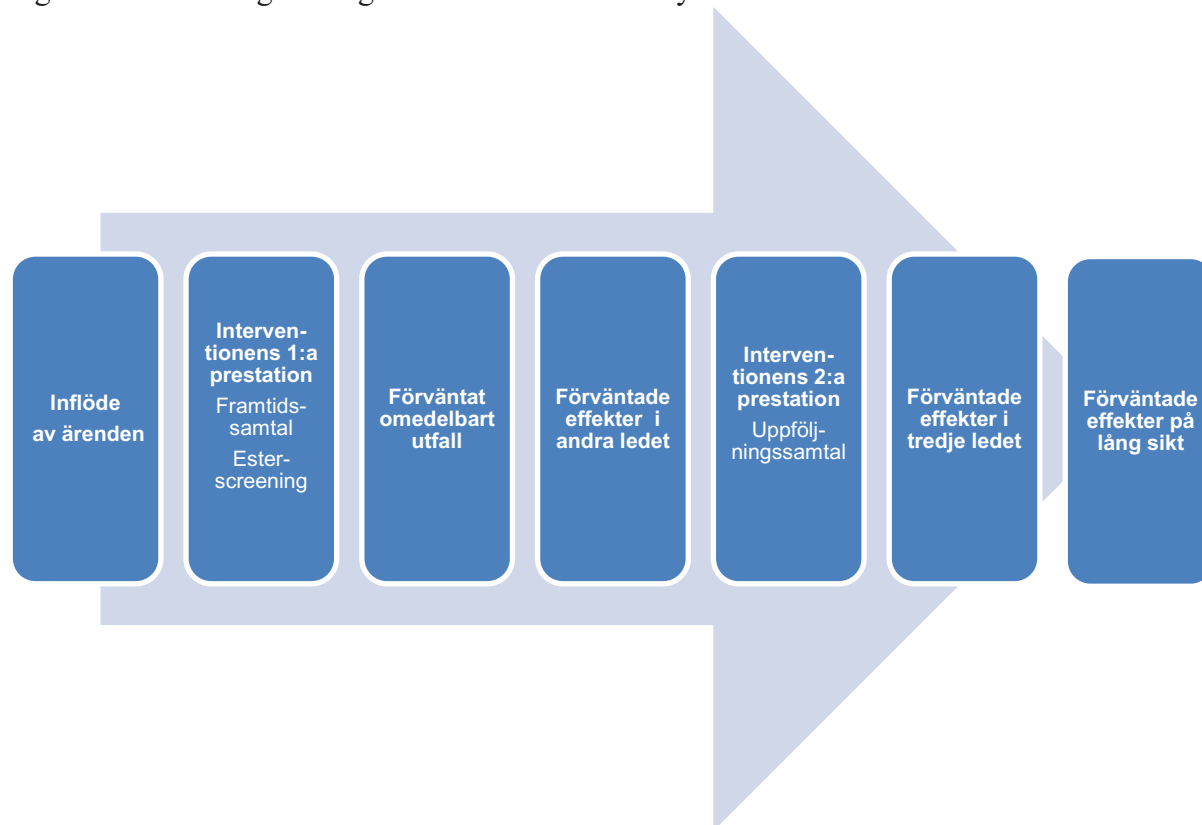 Inflöde
av ärenden
Interven-
tionens 1:a
prestation
Framtids-
samtal
Ester-
screening
Förväntat
omedelbart
utfall
Förväntade
effekter i
andra ledet
Interven-
tionens 2:a
prestation
Uppfölj-
ningssamtal
Förväntade
effekter i
tredje ledet
Förväntade
effekter på
lång sikt